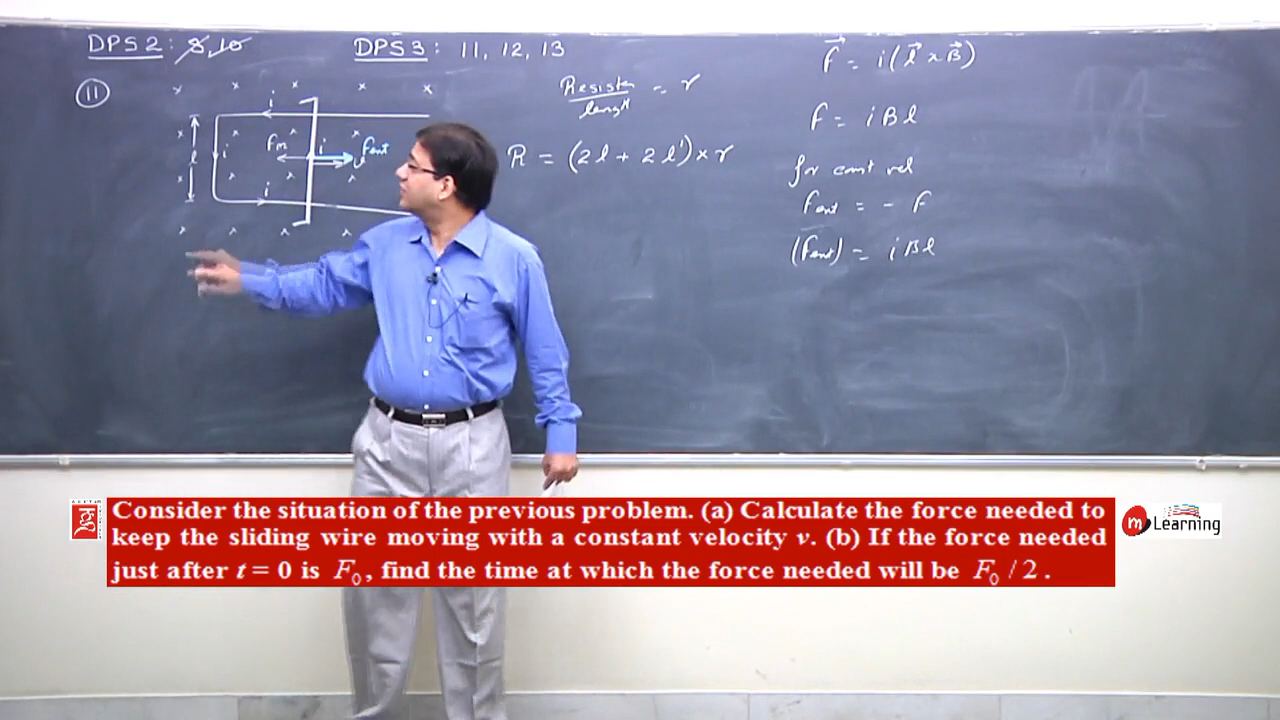 DPS 2 : 8, 10
DPS 3 : 11, 12, 13
11
i
l
i
Fm
i
Fext
v
i
Resister / length = r
R = (2l + 2l') × r
F⃗ = i(l⃗ × B⃗)
F = i B l
for const vel
Fext = - F
(Fext) = i B l
Consider the situation of the previous problem. (a) Calculate the force needed to
keep the sliding wire moving with a constant velocity v. (b) If the force needed
just after t = 0 is F₀, find the time at which the force needed will be F₀ / 2 .
m Learning